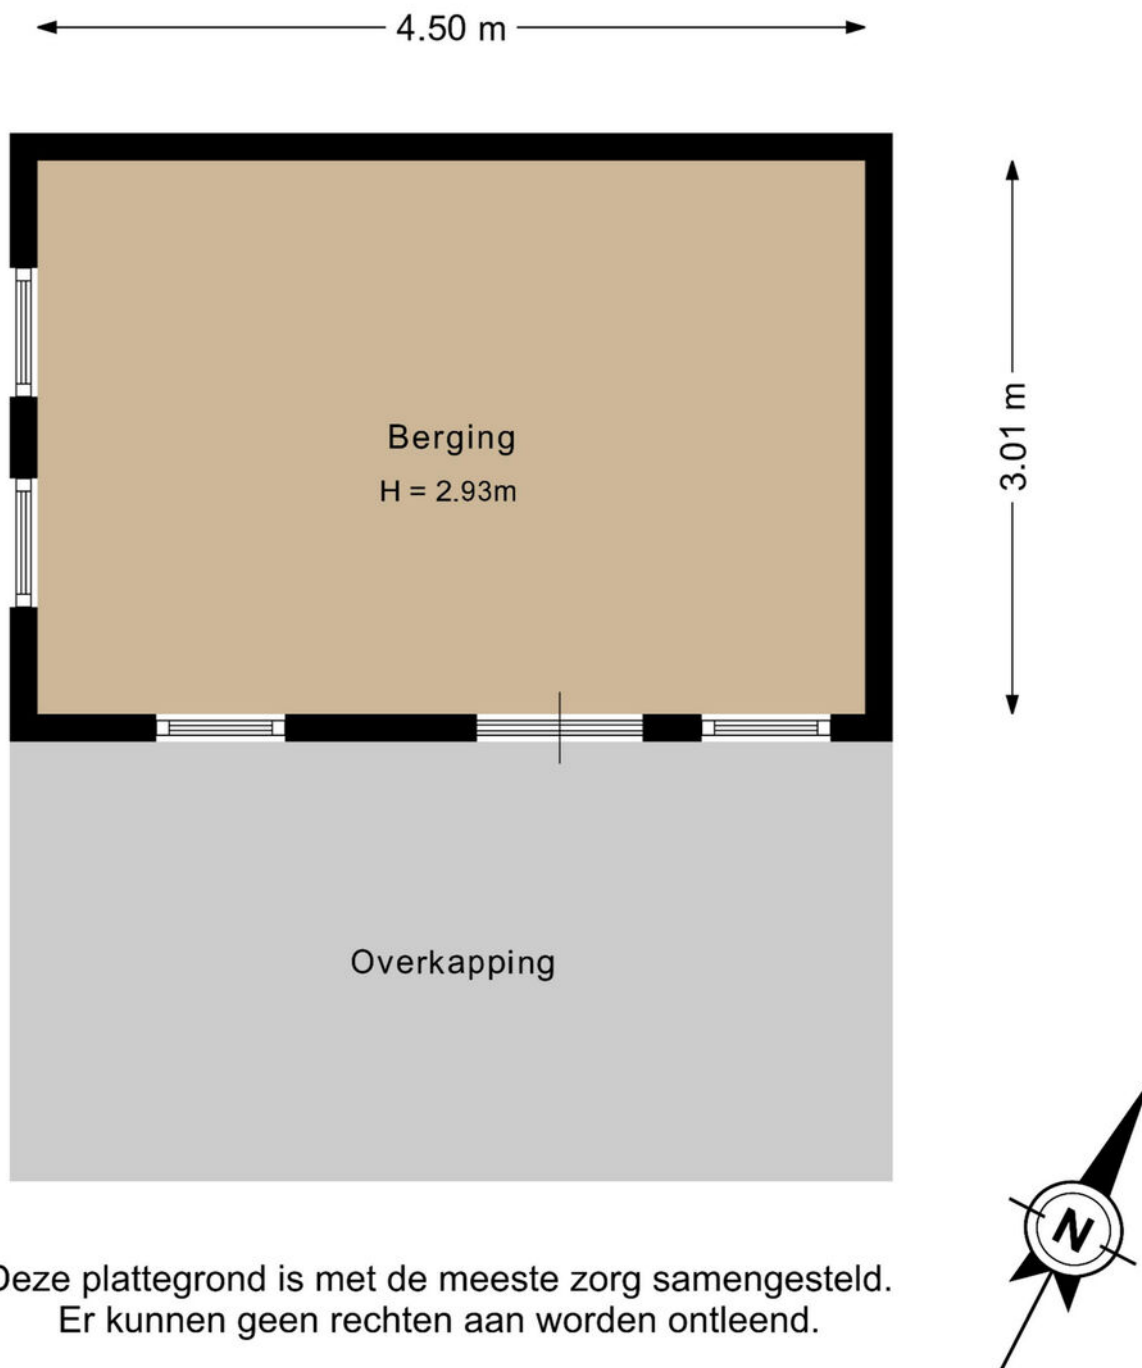 4.50 m
Berging
H = 2.93m
3.01 m
Overkapping
N
Deze plattegrond is met de meeste zorg samengesteld.
Er kunnen geen rechten aan worden ontleend.